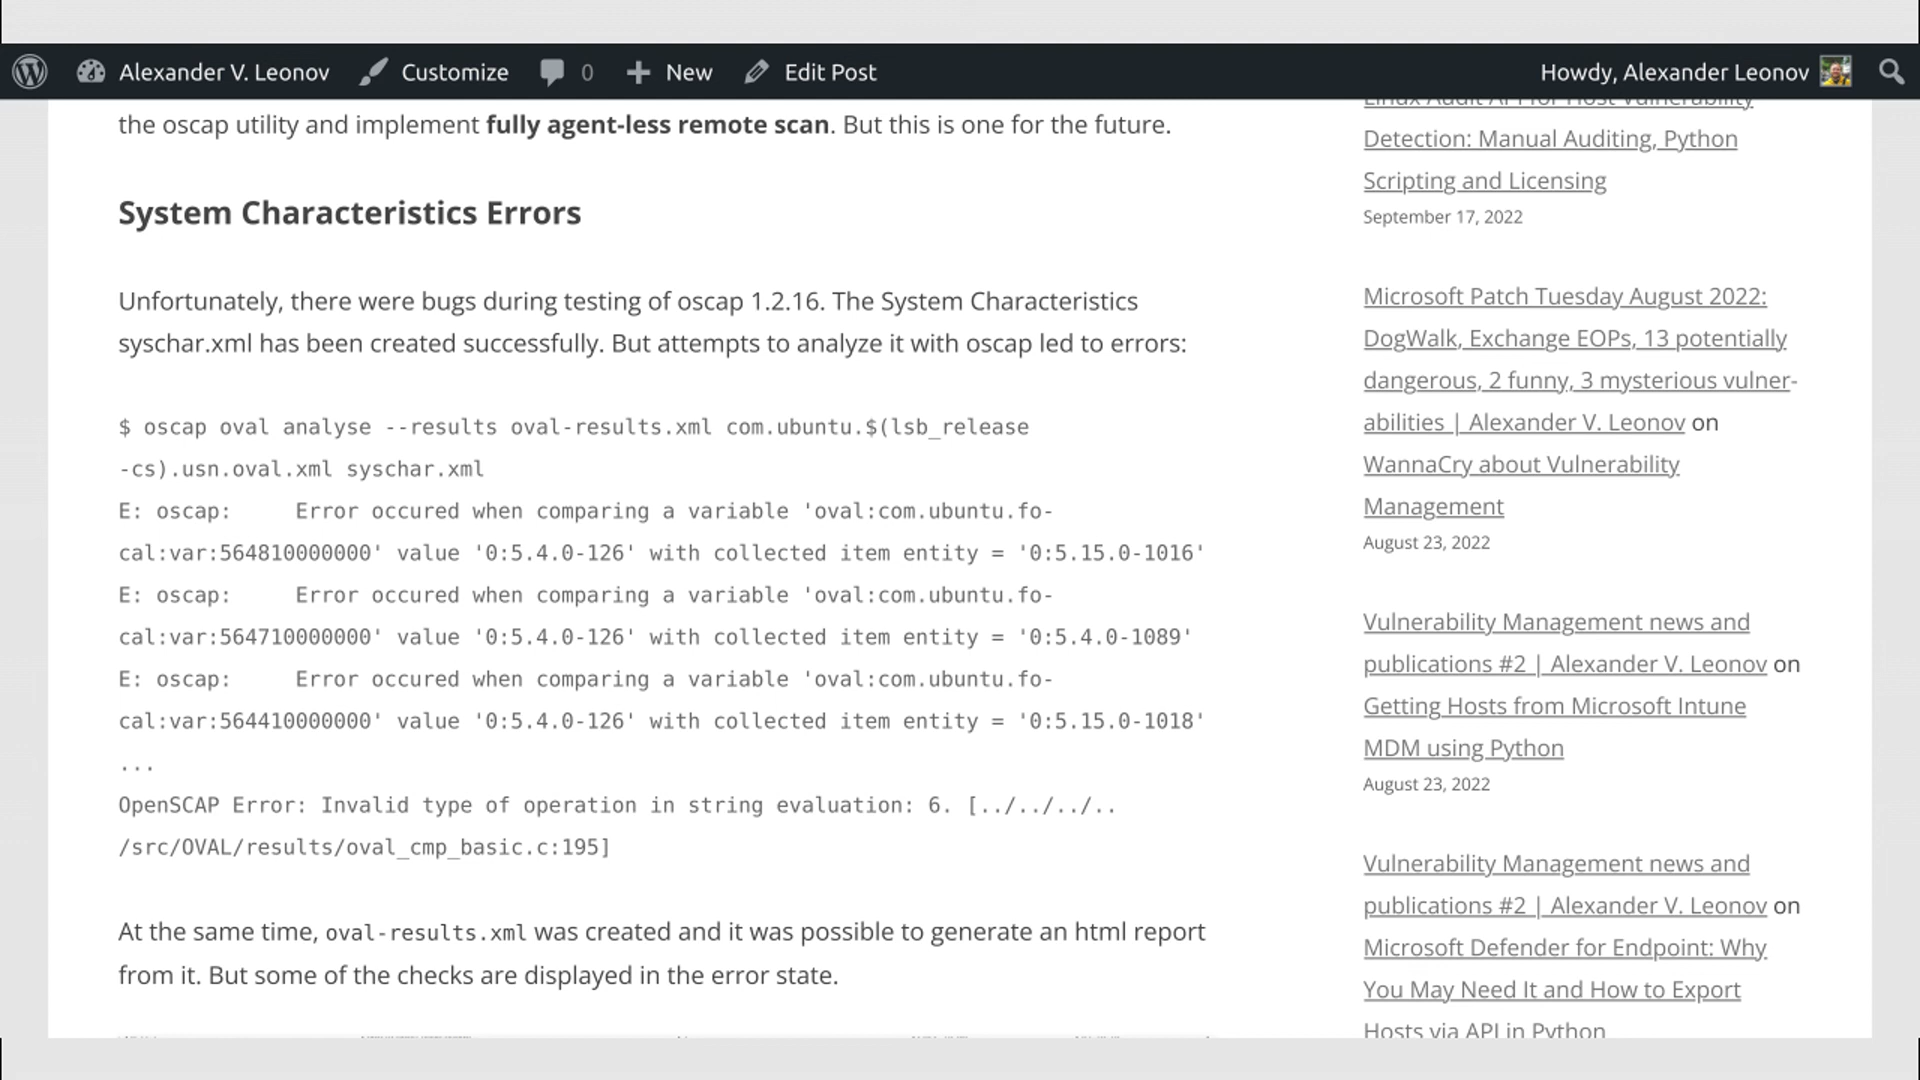 Alexander V. Leonov Customize 0 New Edit Post Howdy, Alexander Leonov
the oscap utility and implement fully agent-less remote scan. But this is one for the future.
System Characteristics Errors
Unfortunately, there were bugs during testing of oscap 1.2.16. The System Characteristics
syschar.xml has been created successfully. But attempts to analyze it with oscap led to errors:
$ oscap oval analyse --results oval-results.xml com.ubuntu.$(lsb_release
-cs).usn.oval.xml syschar.xml
E: oscap:     Error occured when comparing a variable 'oval:com.ubuntu.fo-
cal:var:564810000000' value '0:5.4.0-126' with collected item entity = '0:5.15.0-1016'
E: oscap:     Error occured when comparing a variable 'oval:com.ubuntu.fo-
cal:var:564710000000' value '0:5.4.0-126' with collected item entity = '0:5.4.0-1089'
E: oscap:     Error occured when comparing a variable 'oval:com.ubuntu.fo-
cal:var:564410000000' value '0:5.4.0-126' with collected item entity = '0:5.15.0-1018'
...
OpenSCAP Error: Invalid type of operation in string evaluation: 6. [../../../..
/src/OVAL/results/oval_cmp_basic.c:195]
At the same time, oval-results.xml was created and it was possible to generate an html report
from it. But some of the checks are displayed in the error state.
Linux Audit API for Host Vulnerability
Detection: Manual Auditing, Python
Scripting and Licensing
September 17, 2022
Microsoft Patch Tuesday August 2022:
DogWalk, Exchange EOPs, 13 potentially
dangerous, 2 funny, 3 mysterious vulner-
abilities | Alexander V. Leonov on
WannaCry about Vulnerability
Management
August 23, 2022
Vulnerability Management news and
publications #2 | Alexander V. Leonov on
Getting Hosts from Microsoft Intune
MDM using Python
August 23, 2022
Vulnerability Management news and
publications #2 | Alexander V. Leonov on
Microsoft Defender for Endpoint: Why
You May Need It and How to Export
Hosts via API in Python